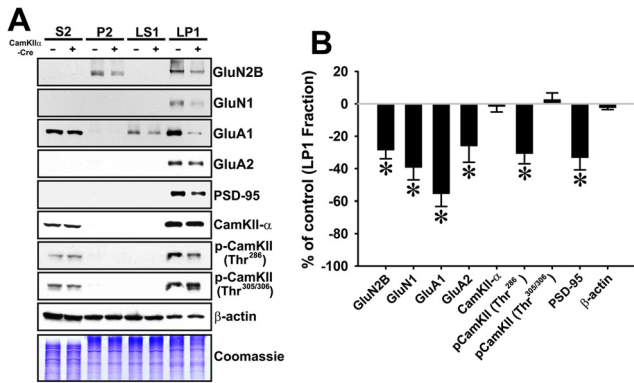 A
S2 P2 LS1 LP1
CamKIIα
-Cre
- + - + - + - +
GluN2B
GluN1
GluA1
GluA2
PSD-95
CamKII-α
p-CamKII
(Thr286)
p-CamKII
(Thr305/306)
β-actin
Coomassie
B
% of control (LP1 Fraction)
20
0
-20
-40
-60
-80
-100
* * * * * *
GluN2B
GluN1
GluA1
GluA2
CamKII-α
pCamKII (Thr286)
pCamKII (Thr305/306)
PSD-95
β-actin